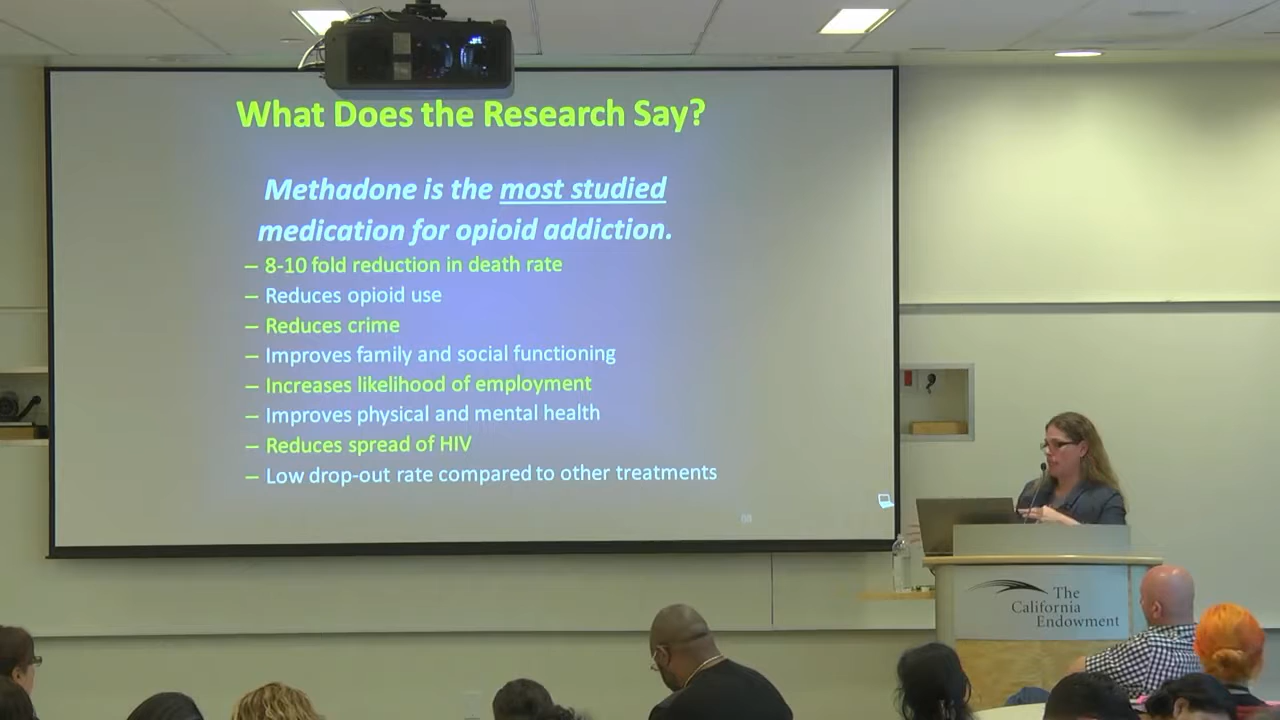 What Does the Research Say?
Methadone is the most studied
medication for opioid addiction.
– 8-10 fold reduction in death rate
– Reduces opioid use
– Reduces crime
– Improves family and social functioning
– Increases likelihood of employment
– Improves physical and mental health
– Reduces spread of HIV
– Low drop-out rate compared to other treatments
The
California
Endowment